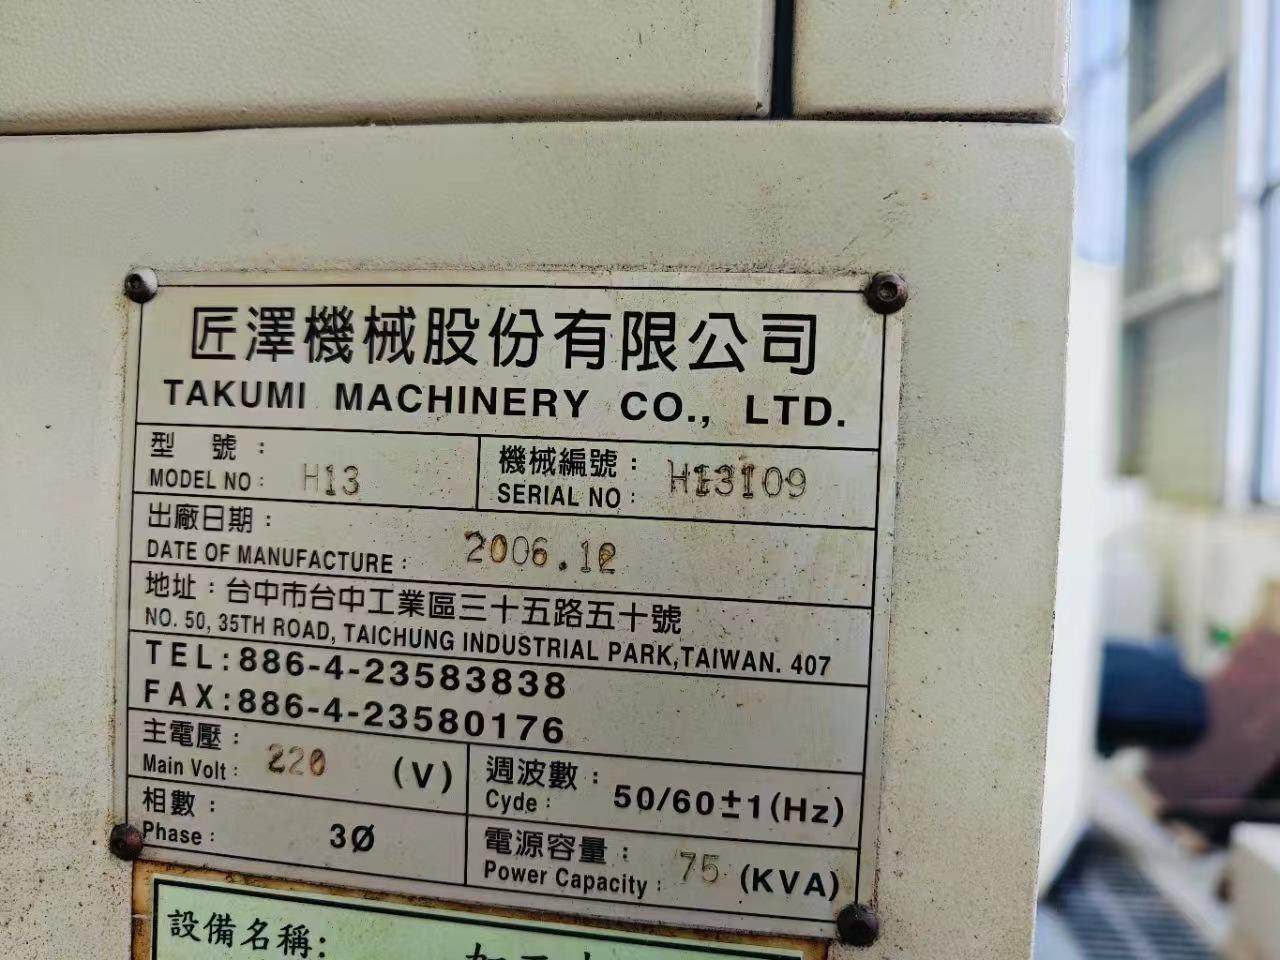 匠澤機械股份有限公司
TAKUMI MACHINERY CO., LTD.
型 號：
MODEL NO： H13
機械編號：
SERIAL NO： H13109
出廠日期：
DATE OF MANUFACTURE： 2006.12
地址：台中市台中工業區三十五路五十號
NO. 50, 35TH ROAD, TAICHUNG INDUSTRIAL PARK,TAIWAN. 407
TEL:886-4-23583838
FAX:886-4-23580176
主電壓：
Main Volt： 220 (V)
週波數：
Cyde： 50/60±1(Hz)
相數：
Phase： 3Ø
電源容量：
Power Capacity： 75 (KVA)
設備名稱: